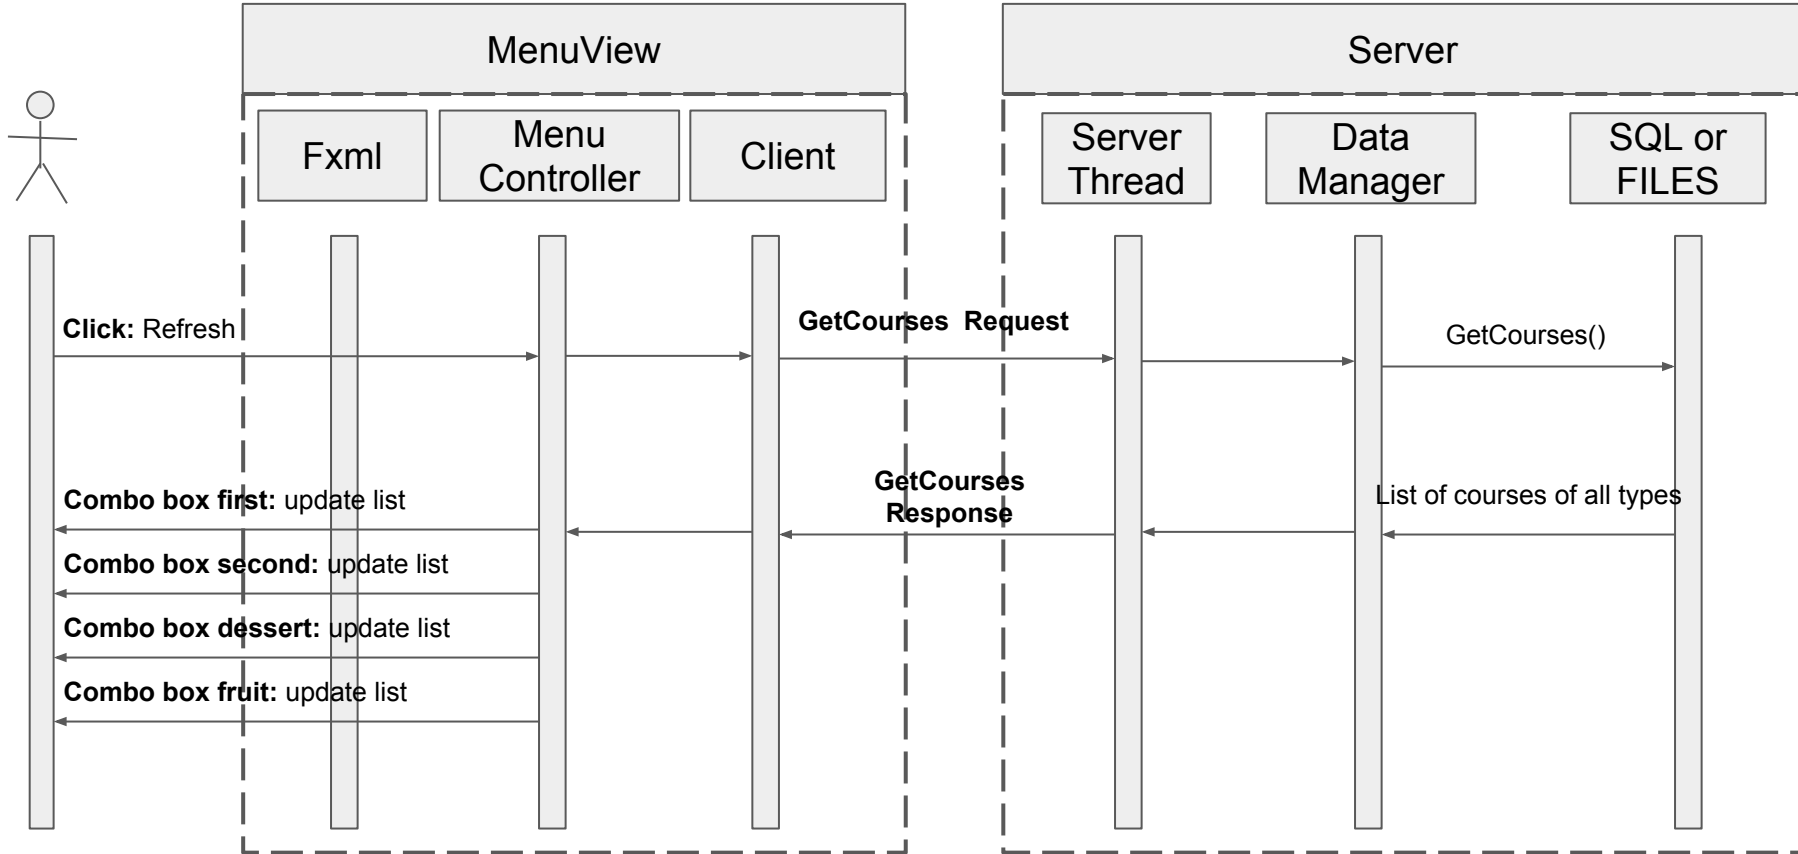 MenuView
Server
Fxml
Menu
Controller
Client
Server
Thread
Data
Manager
SQL or
FILES
Click: Refresh
GetCourses Request
GetCourses()
GetCourses
Response
List of courses of all types
Combo box first: update list
Combo box second: update list
Combo box dessert: update list
Combo box fruit: update list